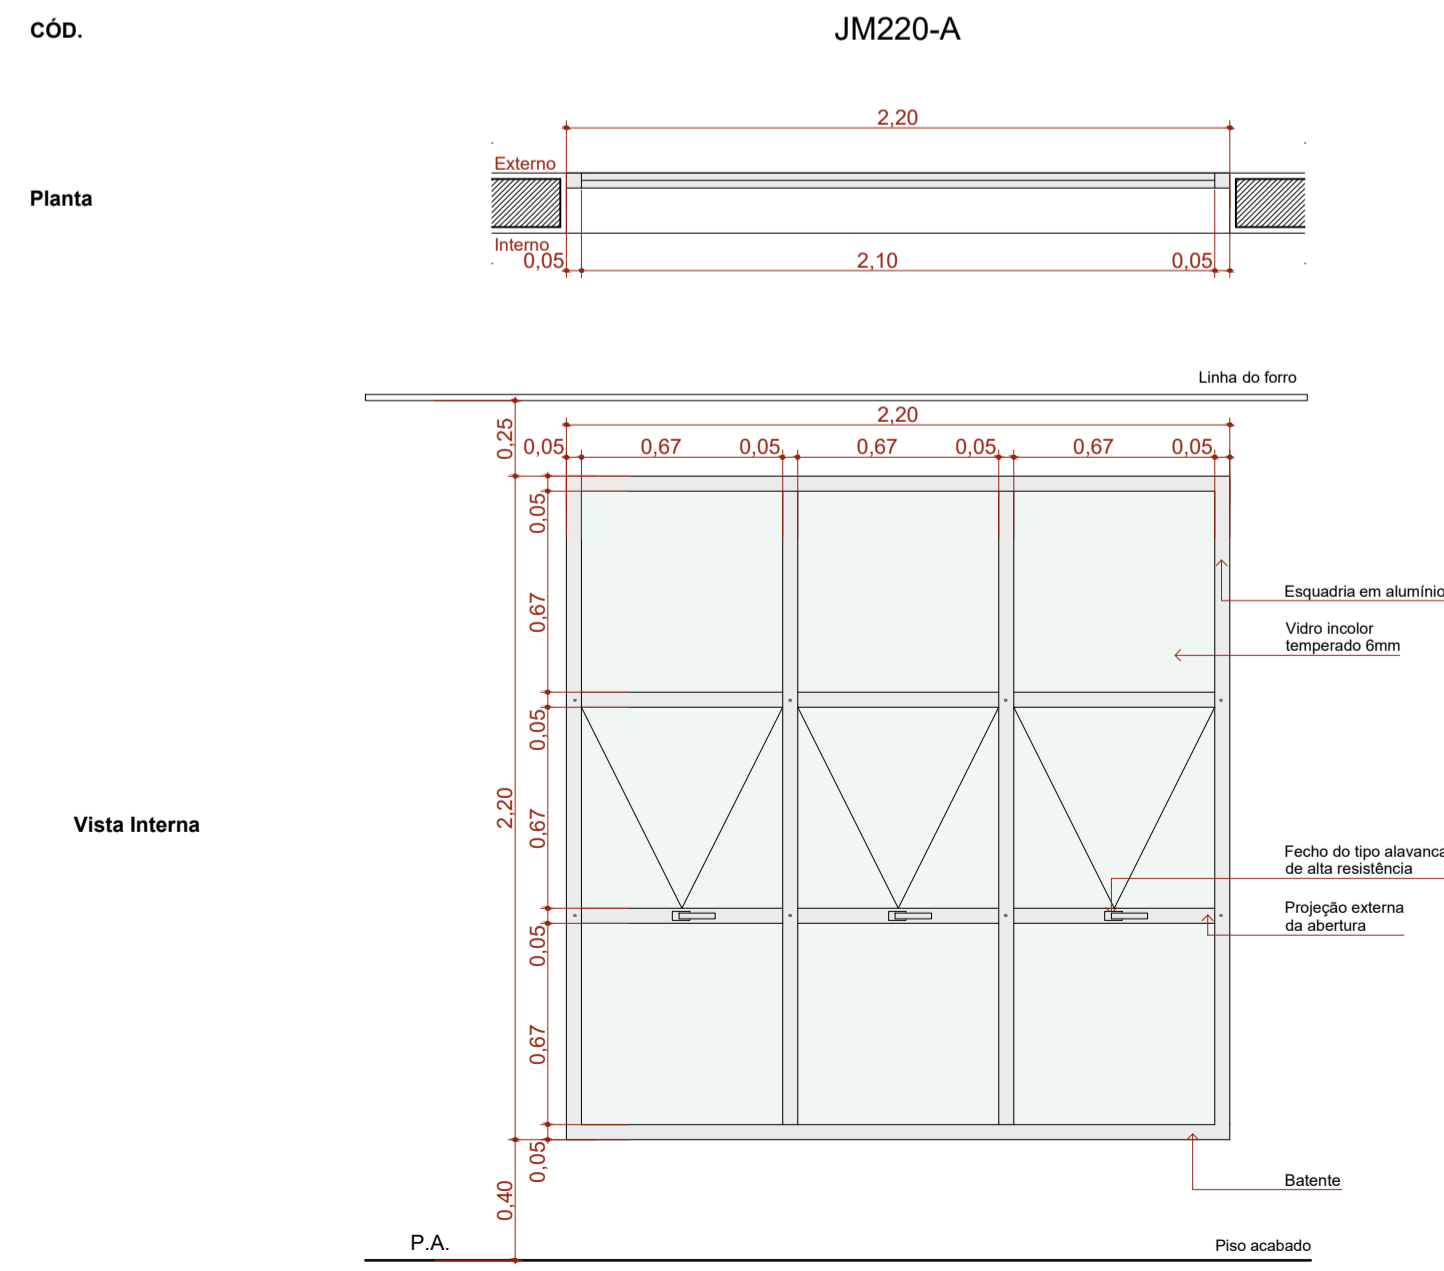 CÓD.
JM220-A
2,20
Externo
Planta
Interno
0,05
2,10
0,05
Linha do forro
2,20
0,25
0,05
0,67
0,05
0,67
0,05
0,67
0,05
0,05
0,67
Esquadria em alumínio
Vidro incolor
temperado 6mm
0,05
2,20
0,67
Vista Interna
Fecho do tipo alavanca
de alta resistência
Projeção externa
da abertura
0,05
0,67
0,05
0,40
Batente
P.A.
Piso acabado